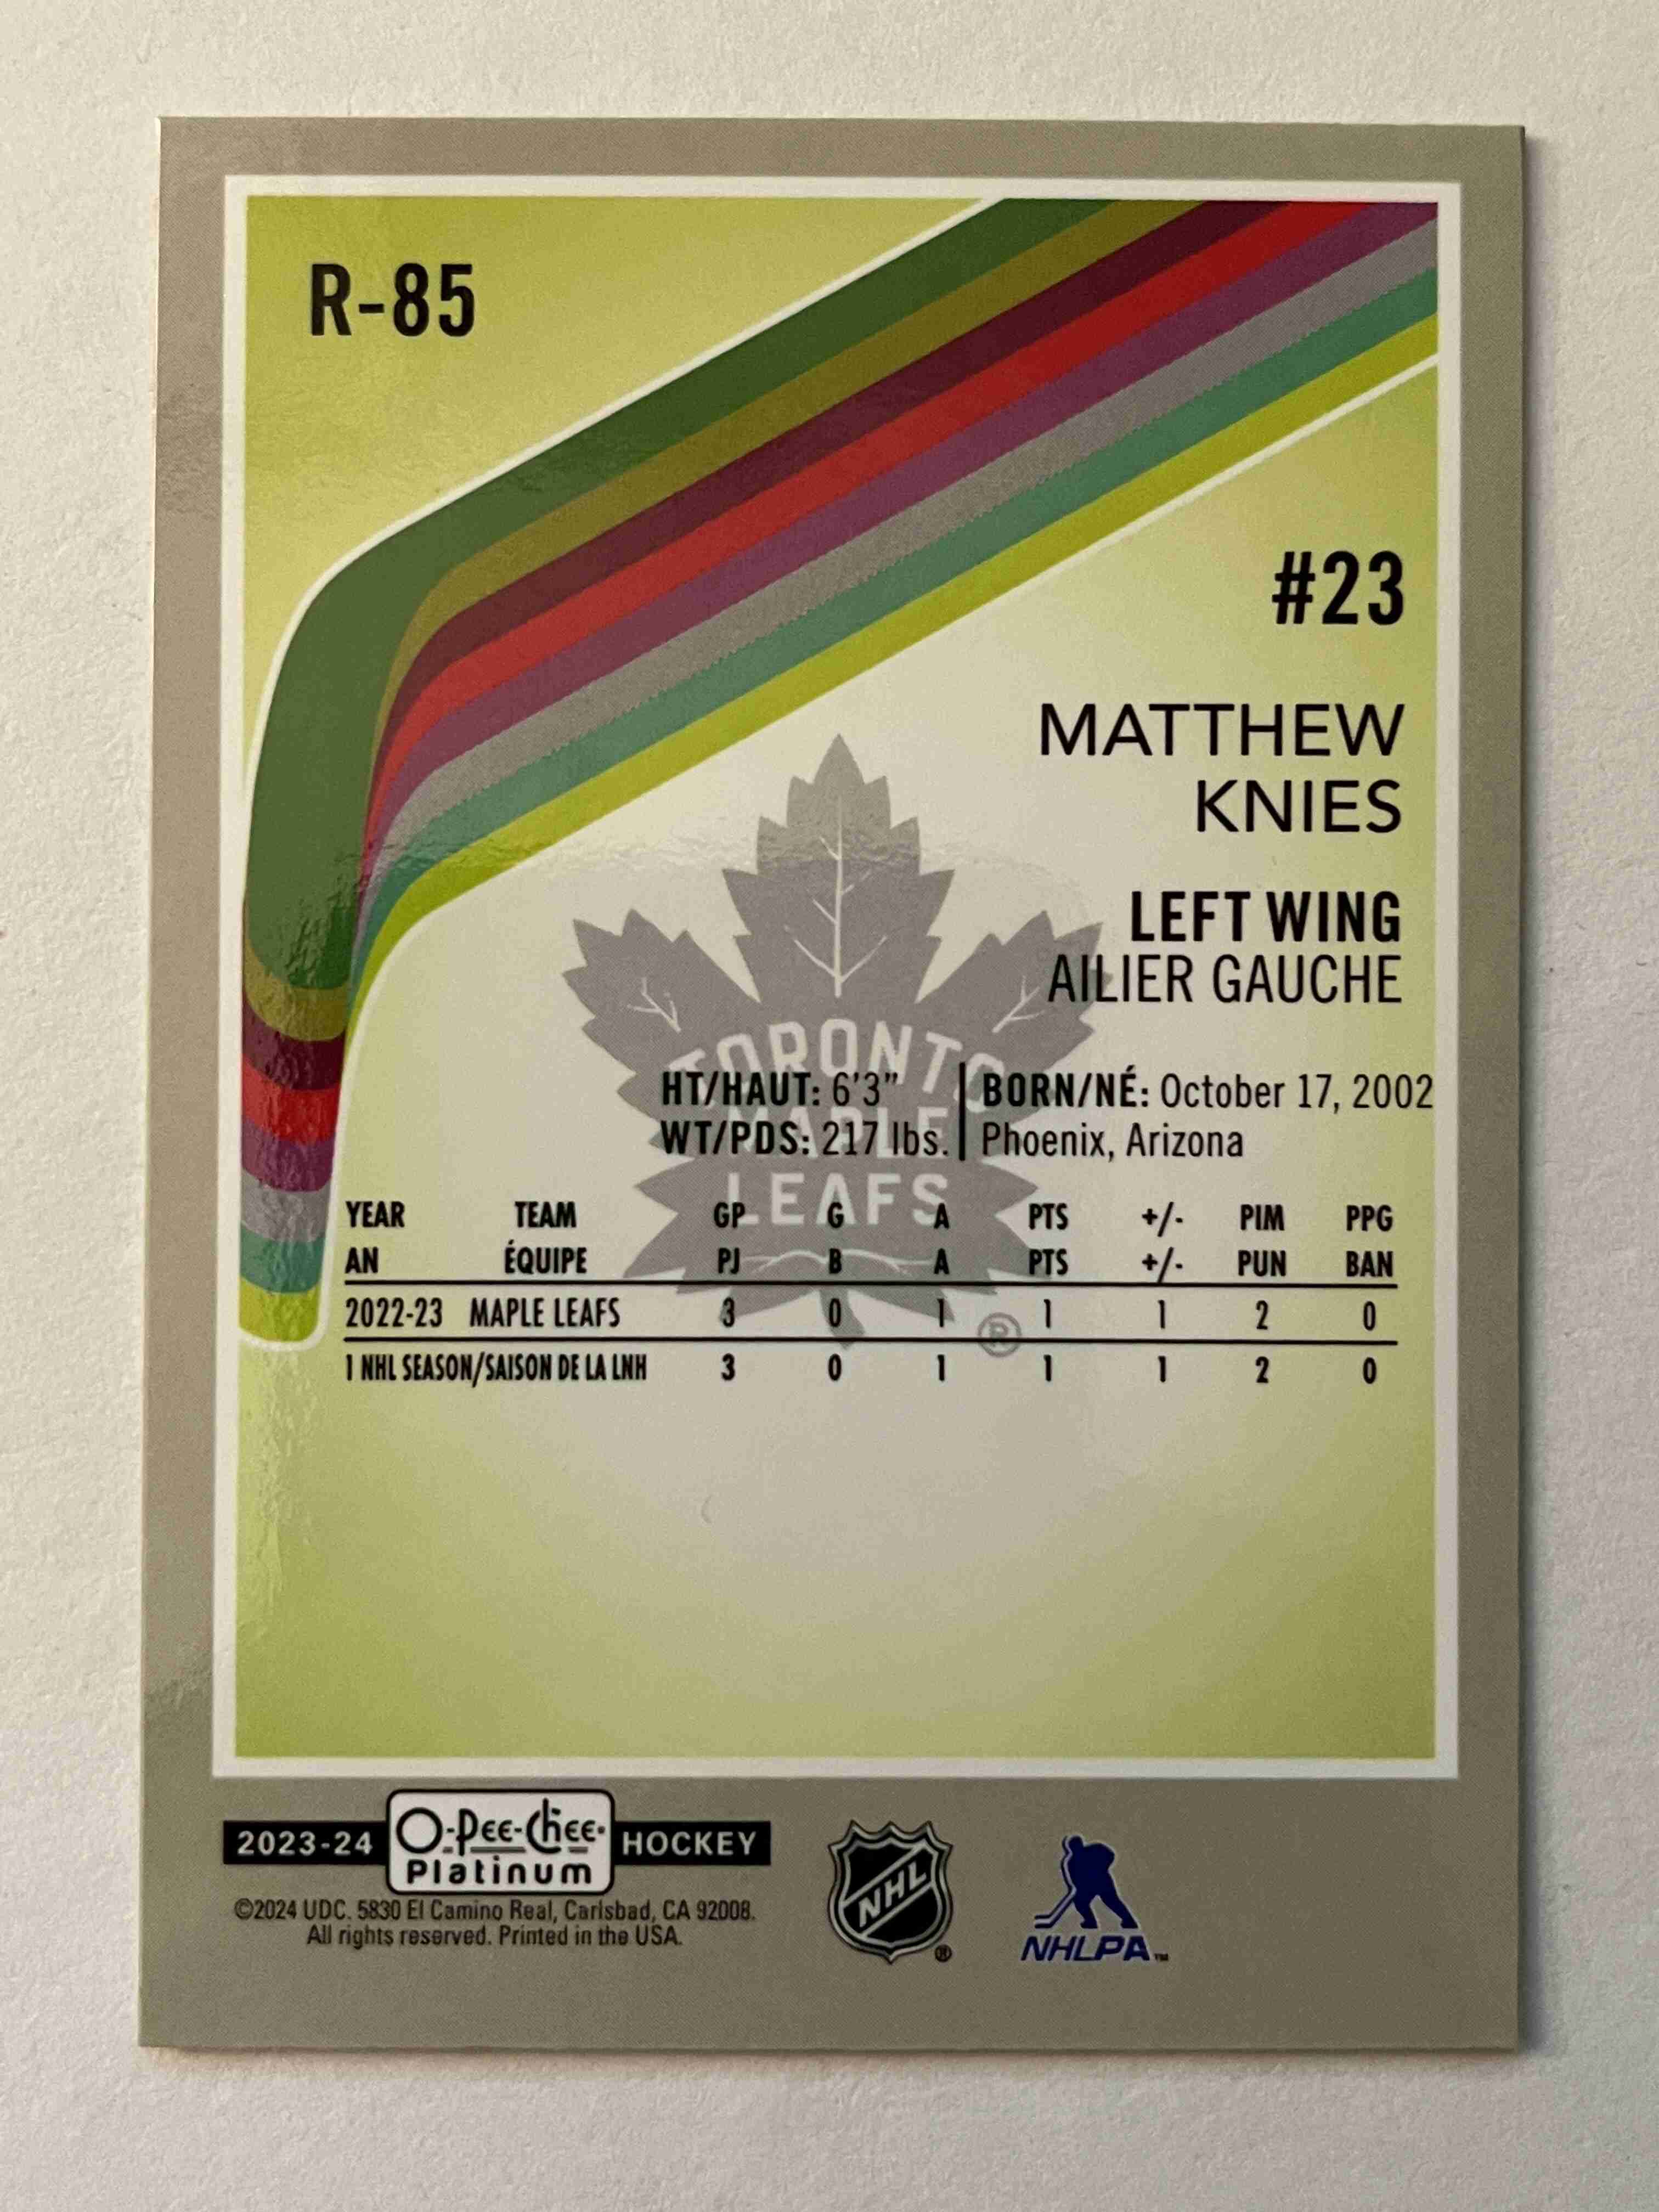 R-85
#23
MATTHEW
KNIES
LEFT WING
AILIER GAUCHE
TORONTO
MAPLE
LEAFS
®
HT/HAUT: 6'3" | BORN/NÉ: October 17, 2002
WT/PDS: 217 lbs. | Phoenix, Arizona
YEAR TEAM GP G A PTS +/- PIM PPG
AN ÉQUIPE PJ B A PTS +/- PUN BAN
2022-23 MAPLE LEAFS 3 0 1 1 1 2 0
1 NHL SEASON/SAISON DE LA LNH 3 0 1 1 1 2 0
2023-24 O-Pee-Chee HOCKEY
Platinum
©2024 UDC. 5830 El Camino Real, Carlsbad, CA 92008.
All rights reserved. Printed in the USA.
NHL ®
NHLPA™